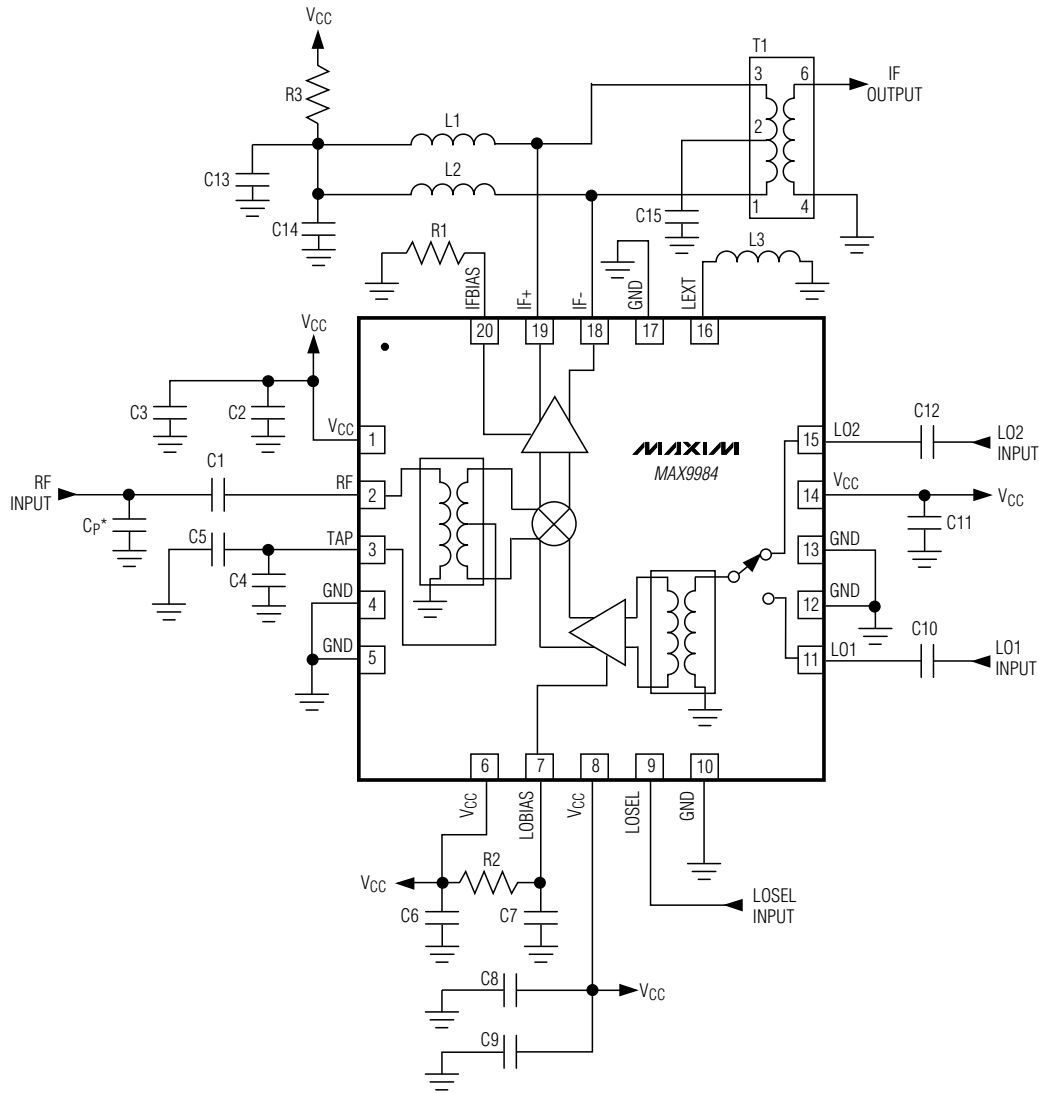 VCC
R3
C13
C14
L1
L2
T1
3
6
2
1
4
IF
OUTPUT
C15
R1
L3
IFBIAS
IF+
IF-
GND
LEXT
20
19
18
17
16
VCC
C3
C2
VCC
1
RF
INPUT
CP*
C1
RF
2
C5
C4
TAP
3
GND
4
GND
5
MAXIM
MAX9984
15
LO2
C12
LO2
INPUT
14
VCC
VCC
C11
13
GND
12
GND
11
LO1
C10
LO1
INPUT
6
7
8
9
10
VCC
LOBIAS
VCC
LOSEL
GND
VCC
R2
C6
C7
LOSEL
INPUT
C8
VCC
C9